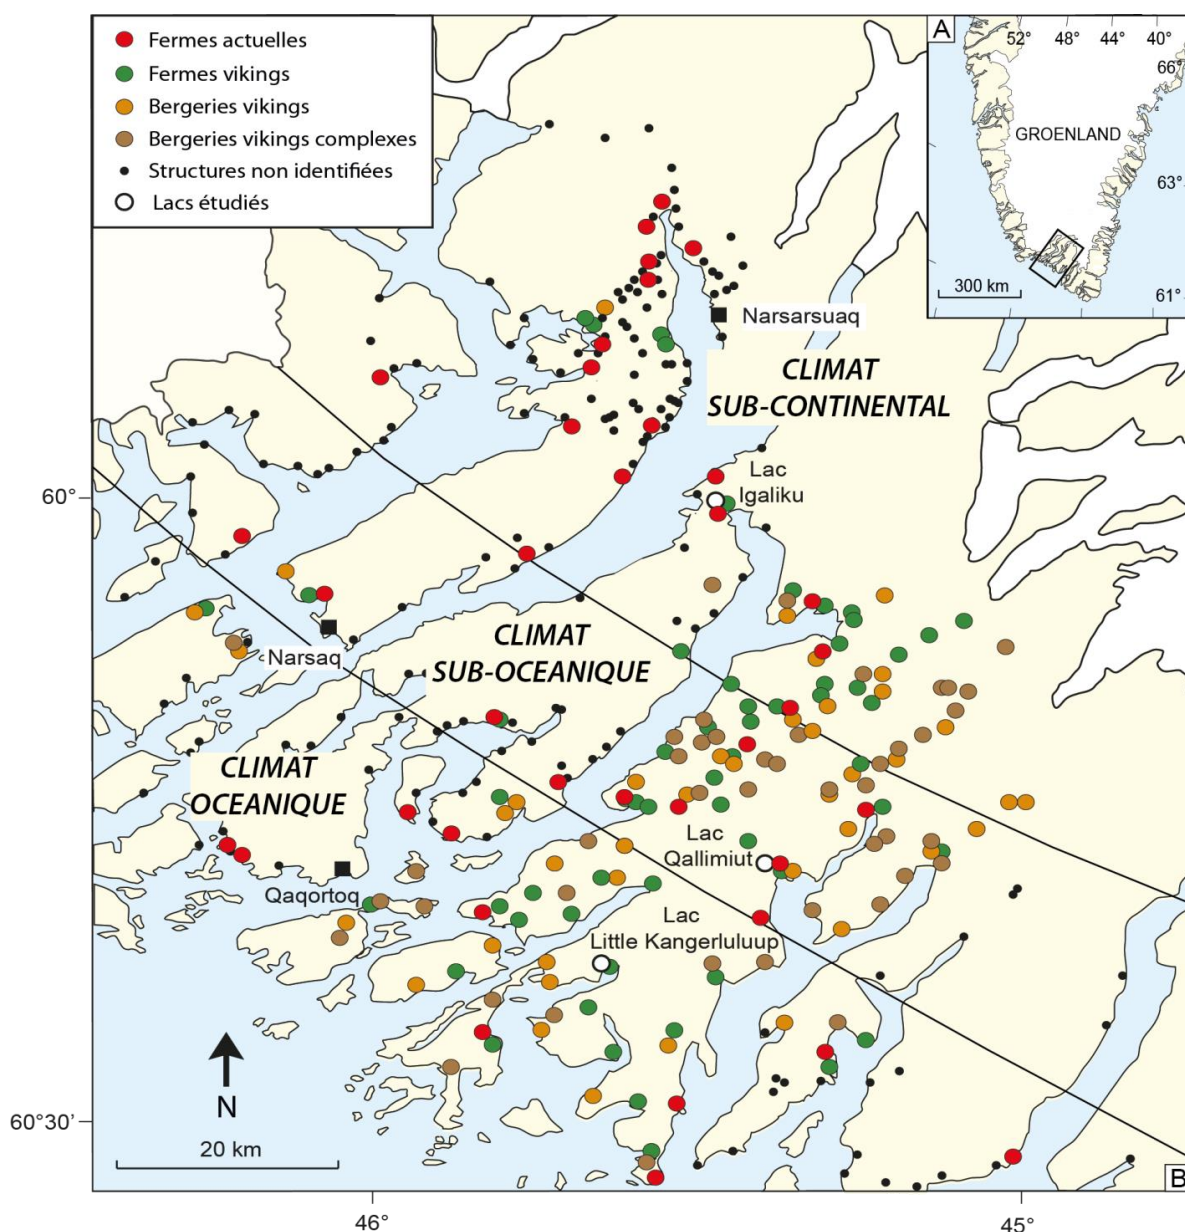 Fermes actuelles
Fermes vikings
Bergeries vikings
Bergeries vikings complexes
Structures non identifiées
Lacs étudiés
A
52° 48° 44° 40°
66°
GROENLAND
63°
300 km
61°
Narsarsuaq
CLIMAT
SUB-CONTINENTAL
Lac
Igaliku
60°
CLIMAT
SUB-OCEANIQUE
Narsaq
CLIMAT
OCEANIQUE
Lac
Qallimiut
Qaqortoq
Lac
Little Kangerluluup
N
60°30'
20 km
B
46°
45°